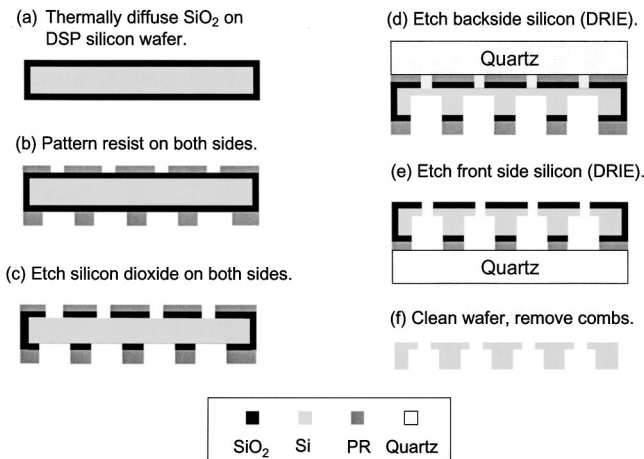 (a) Thermally diffuse SiO₂ on
DSP silicon wafer.
(b) Pattern resist on both sides.
(c) Etch silicon dioxide on both sides.
(d) Etch backside silicon (DRIE).
Quartz
(e) Etch front side silicon (DRIE).
Quartz
(f) Clean wafer, remove combs.
SiO₂ Si PR Quartz